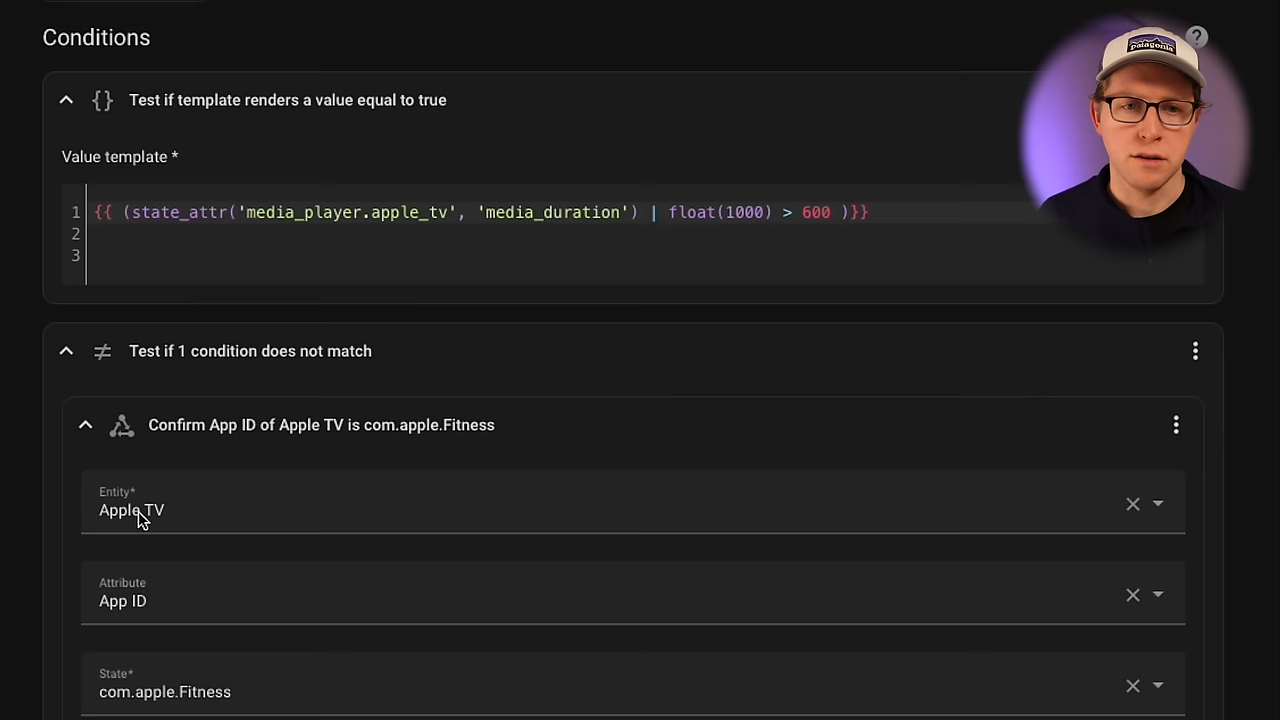 Conditions
?
patagonia
Test if template renders a value equal to true
Value template *
1 {{ (state_attr('media_player.apple_tv', 'media_duration') | float(1000) > 600 )}}
2
3
Test if 1 condition does not match
Confirm App ID of Apple TV is com.apple.Fitness
Entity*
Apple TV
Attribute
App ID
State*
com.apple.Fitness